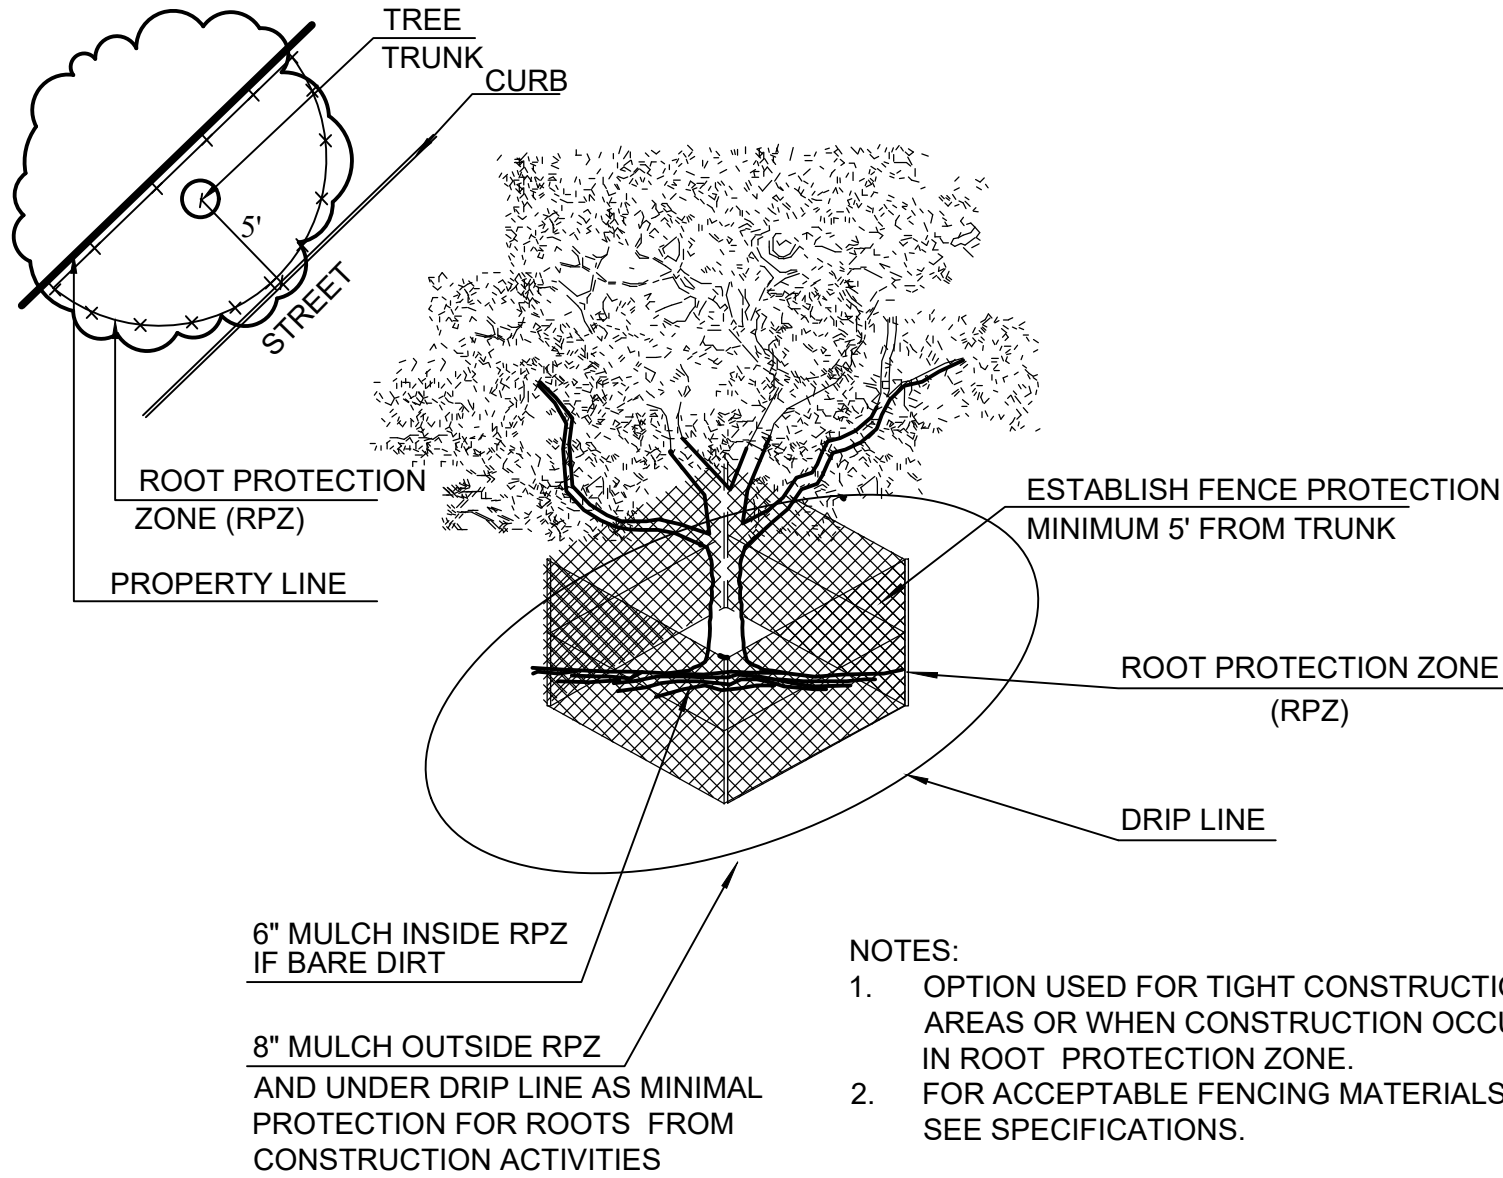 TREE
TRUNK
CURB
5'
STREET
ROOT PROTECTION
ZONE (RPZ)
PROPERTY LINE
ESTABLISH FENCE PROTECTION
MINIMUM 5' FROM TRUNK
ROOT PROTECTION ZONE
(RPZ)
DRIP LINE
6" MULCH INSIDE RPZ
IF BARE DIRT
8" MULCH OUTSIDE RPZ
AND UNDER DRIP LINE AS MINIMAL
PROTECTION FOR ROOTS FROM
CONSTRUCTION ACTIVITIES
NOTES:
1. OPTION USED FOR TIGHT
AREAS OR WHEN CONSTRUCTION
IN ROOT PROTECTION ZONE.
2. FOR ACCEPTABLE FENCING MATERIALS
SEE SPECIFICATIONS.